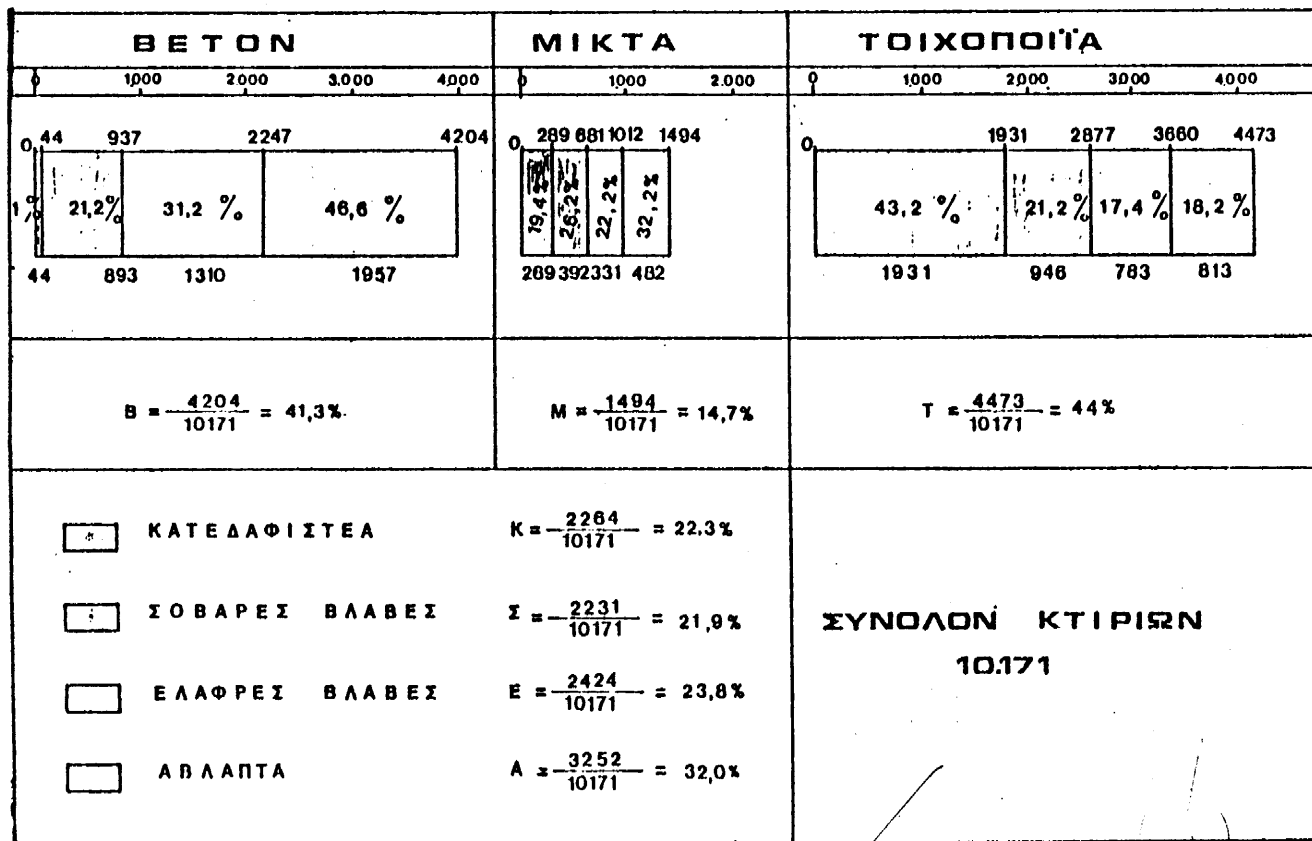 ΒΕΤΟΝ ΜΙΚΤΑ ΤΟΙΧΟΠΟΙΪΑ
0 1000 2000 3000 4000 0 1000 2000 0 1000 2000 3000 4000
0 44 937 2247 4204 0 289 681 1012 1494 0 1931 2877 3660 4473
1% 21,2% 31,2 % 46,6 % 19,4% 26,2% 22,2% 32,2% 43,2 % 21,2% 17,4% 18,2%
44 893 1310 1957 289 392 331 482 1931 946 783 813
Β = 4204/10171 = 41,3% Μ = 1494/10171 = 14,7% Τ = 4473/10171 = 44%
ΚΑΤΕΔΑΦΙΣΤΕΑ Κ = 2264/10171 = 22,3%
ΣΟΒΑΡΕΣ ΒΛΑΒΕΣ Σ = 2231/10171 = 21,9%
ΕΛΑΦΡΕΣ ΒΛΑΒΕΣ Ε = 2424/10171 = 23,8%
ΑΒΛΑΠΤΑ Α = 3252/10171 = 32,0%
ΣΥΝΟΛΟΝ ΚΤΙΡΙΩΝ
10.171